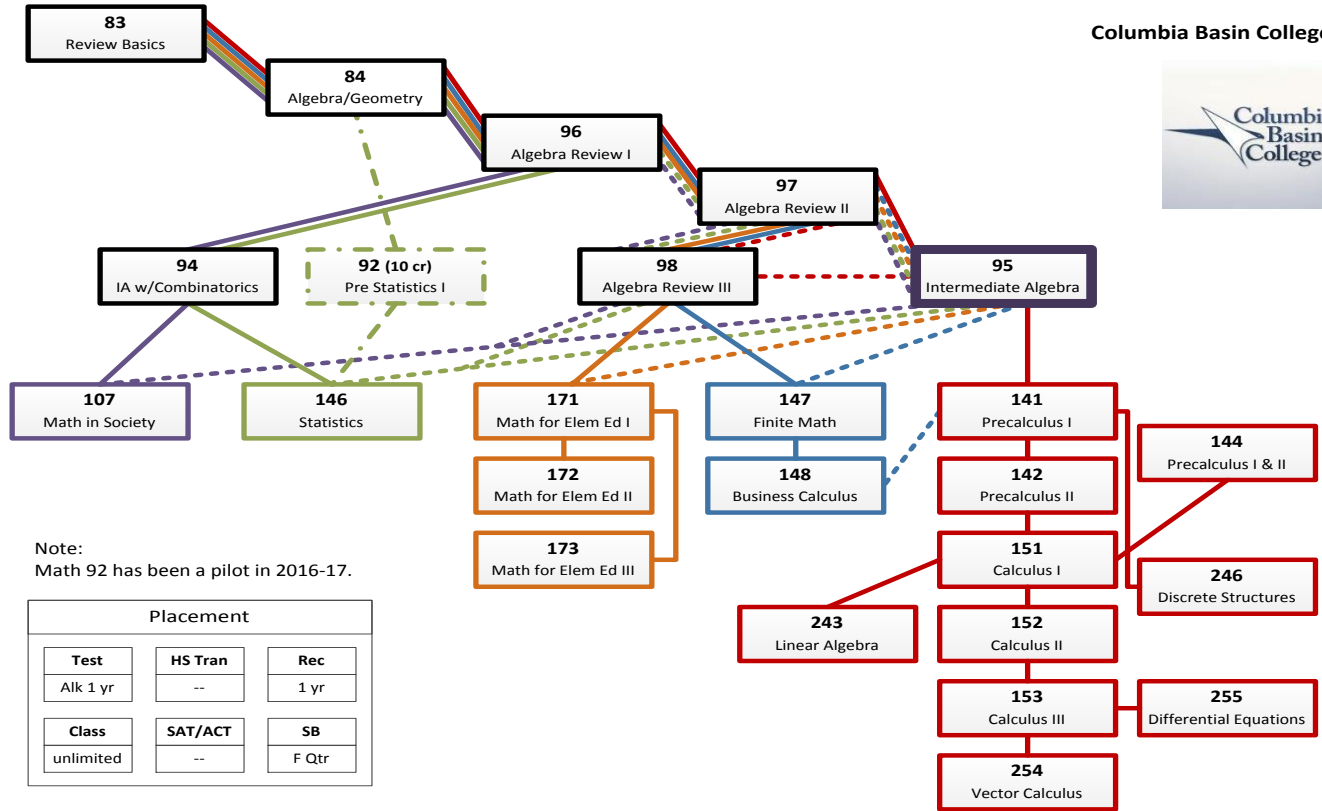 83
Review Basics
Columbia Basin College
84
Algebra/Geometry
96
Algebra Review I
Columbi
Basin
College
97
Algebra Review II
94
IA w/Combinatorics
92 (10 cr)
Pre Statistics I
98
Algebra Review III
95
Intermediate Algebra
107
Math in Society
146
Statistics
171
Math for Elem Ed I
147
Finite Math
141
Precalculus I
144
Precalculus I & II
172
Math for Elem Ed II
148
Business Calculus
142
Precalculus II
173
Math for Elem Ed III
151
Calculus I
246
Discrete Structures
243
Linear Algebra
152
Calculus II
153
Calculus III
255
Differential Equations
254
Vector Calculus
Note:
Math 92 has been a pilot in 2016-17.
Placement
Test
Alk 1 yr
HS Tran
--
Rec
1 yr
Class
unlimited
SAT/ACT
--
SB
F Qtr